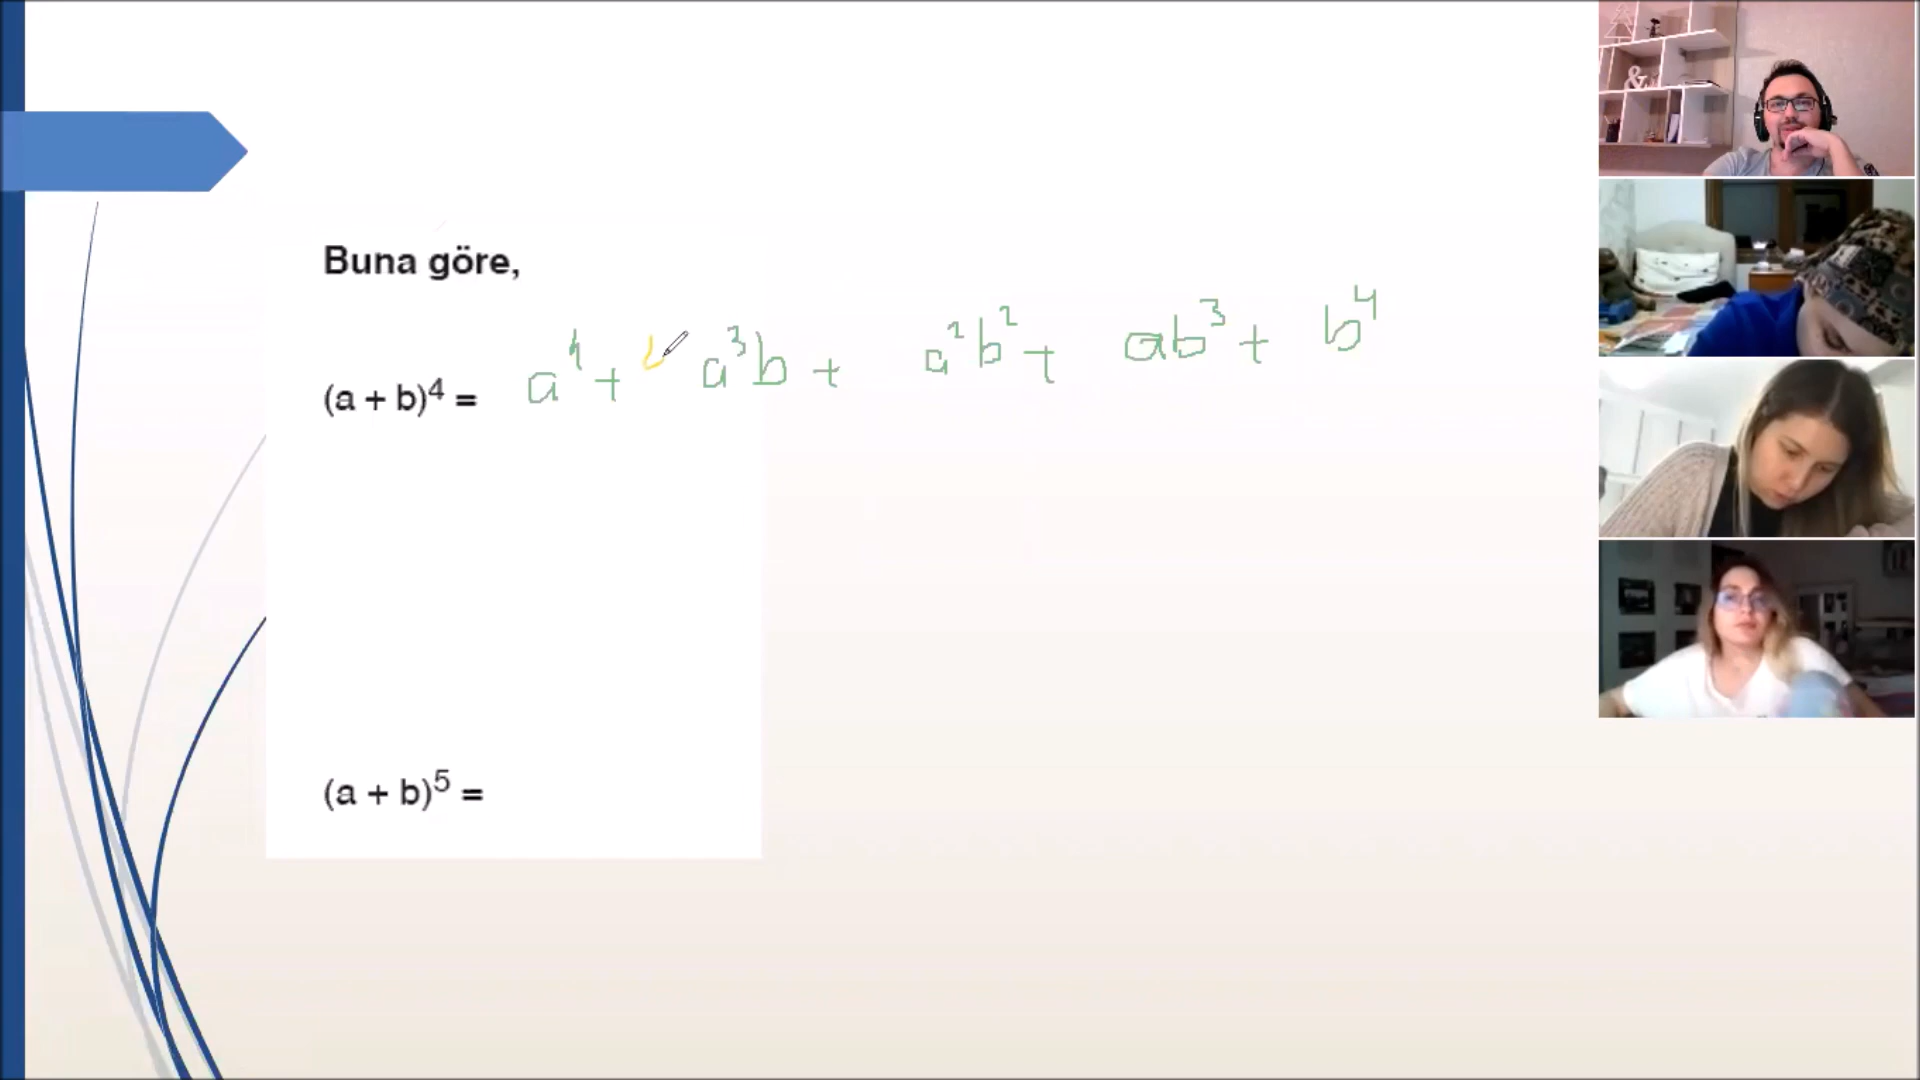 Buna göre,
(a + b)⁴ = a⁴ + a³b + a²b² + ab³ + b⁴
(a + b)⁵ =
&